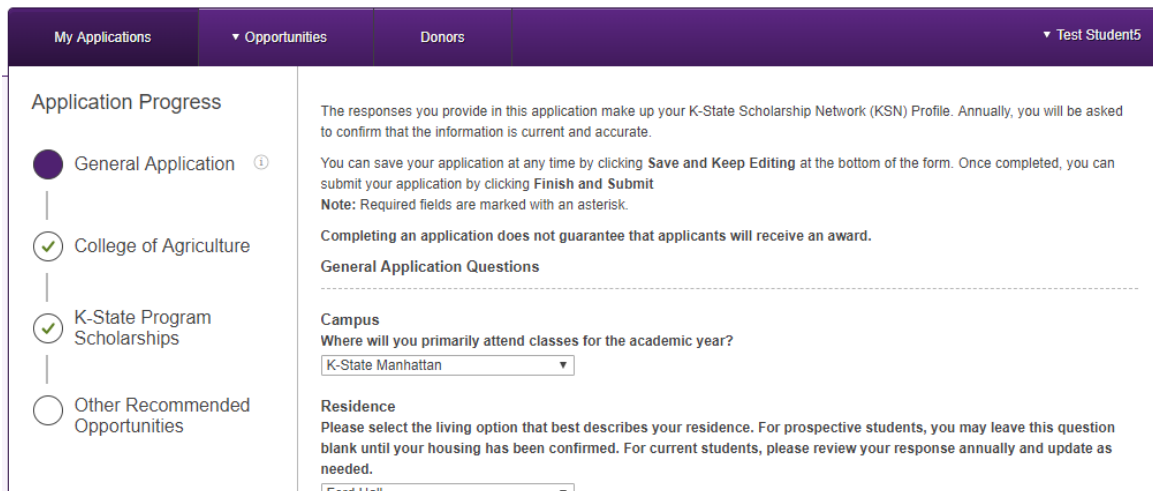 My Applications
▾ Opportunities
Donors
▾ Test Student5
Application Progress
General Application
College of Agriculture
K-State Program
Scholarships
Other Recommended
Opportunities
The responses you provide in this application make up your K-State Scholarship Network (KSN) Profile. Annually, you will be asked
to confirm that the information is current and accurate.
You can save your application at any time by clicking Save and Keep Editing at the bottom of the form. Once completed, you can
submit your application by clicking Finish and Submit
Note: Required fields are marked with an asterisk.
Completing an application does not guarantee that applicants will receive an award.
General Application Questions
Campus
Where will you primarily attend classes for the academic year?
K-State Manhattan
Residence
Please select the living option that best describes your residence. For prospective students, you may leave this question
blank until your housing has been confirmed. For current students, please review your response annually and update as
needed.
Ford Hall